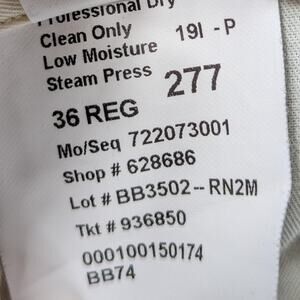 Professional Dry
Clean Only
Low Moisture 19I - P
Steam Press 277
36 REG
Mo/Seq 722073001
Shop # 628686
Lot # BB3502--RN2M
Tkt # 936850
000100150174
BB74